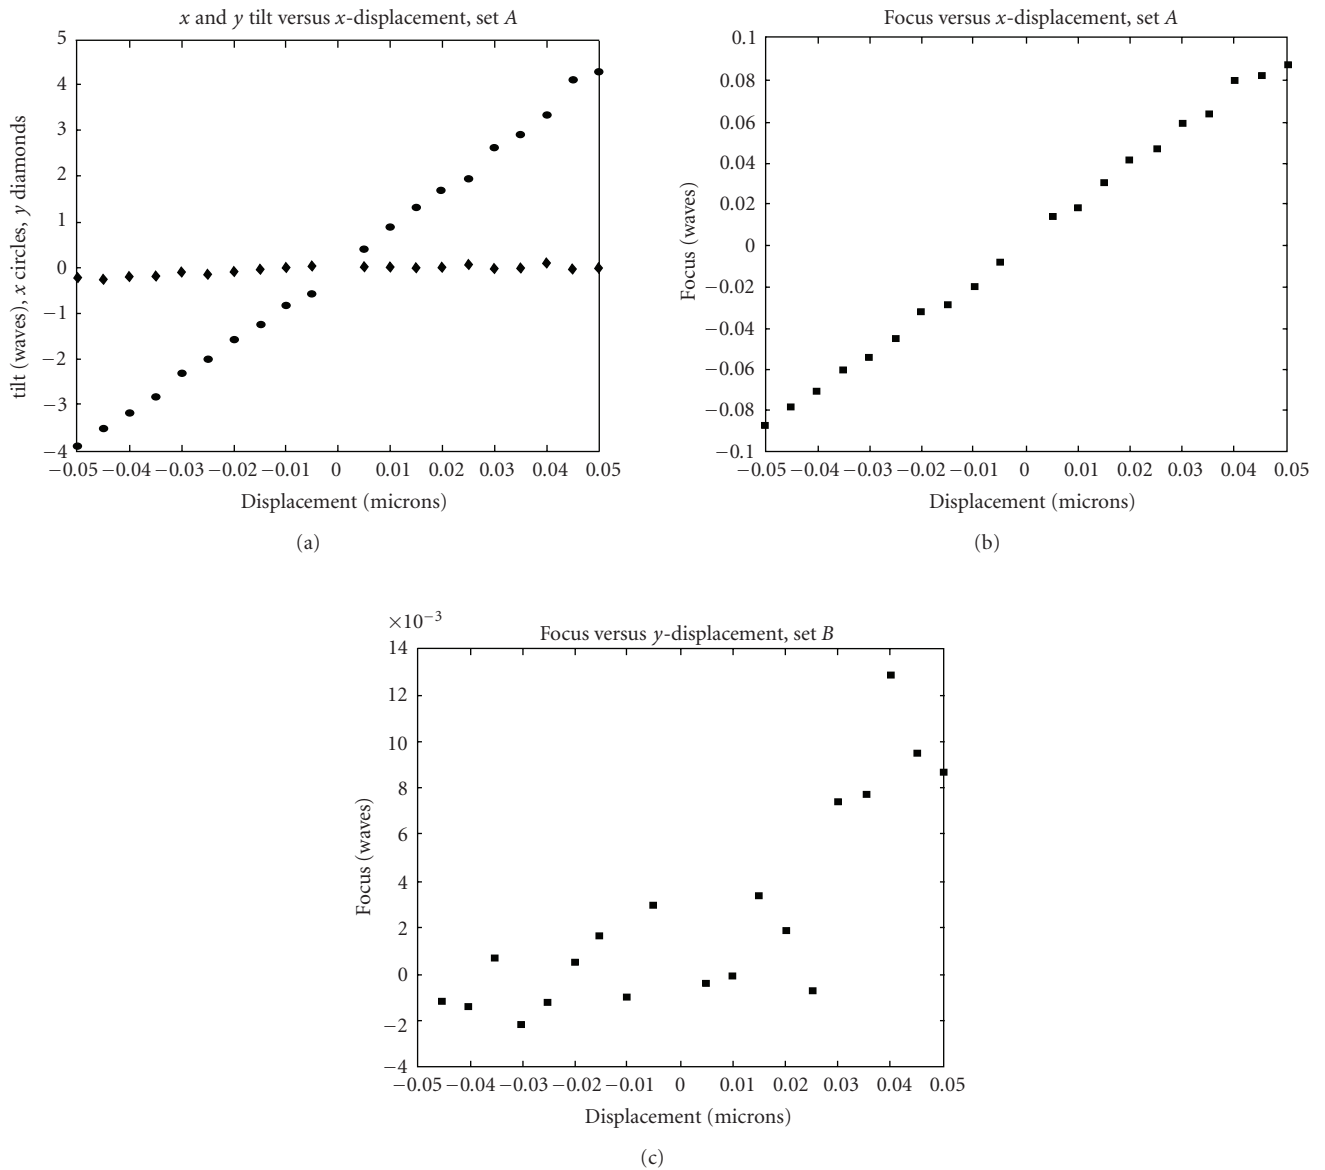 x and y tilt versus x-displacement, set A
5
4
3
2
1
0
−1
−2
−3
−4
tilt (waves), x circles, y diamonds
−0.05 −0.04 −0.03 −0.02 −0.01 0 0.01 0.02 0.03 0.04 0.05
Displacement (microns)
(a)
Focus versus x-displacement, set A
0.1
0.08
0.06
0.04
0.02
0
−0.02
−0.04
−0.06
−0.08
−0.1
Focus (waves)
−0.05 −0.04 −0.03 −0.02 −0.01 0 0.01 0.02 0.03 0.04 0.05
Displacement (microns)
(b)
×10−3
Focus versus y-displacement, set B
14
12
10
8
6
4
2
0
−2
−4
Focus (waves)
−0.05 −0.04 −0.03 −0.02 −0.01 0 0.01 0.02 0.03 0.04 0.05
Displacement (microns)
(c)